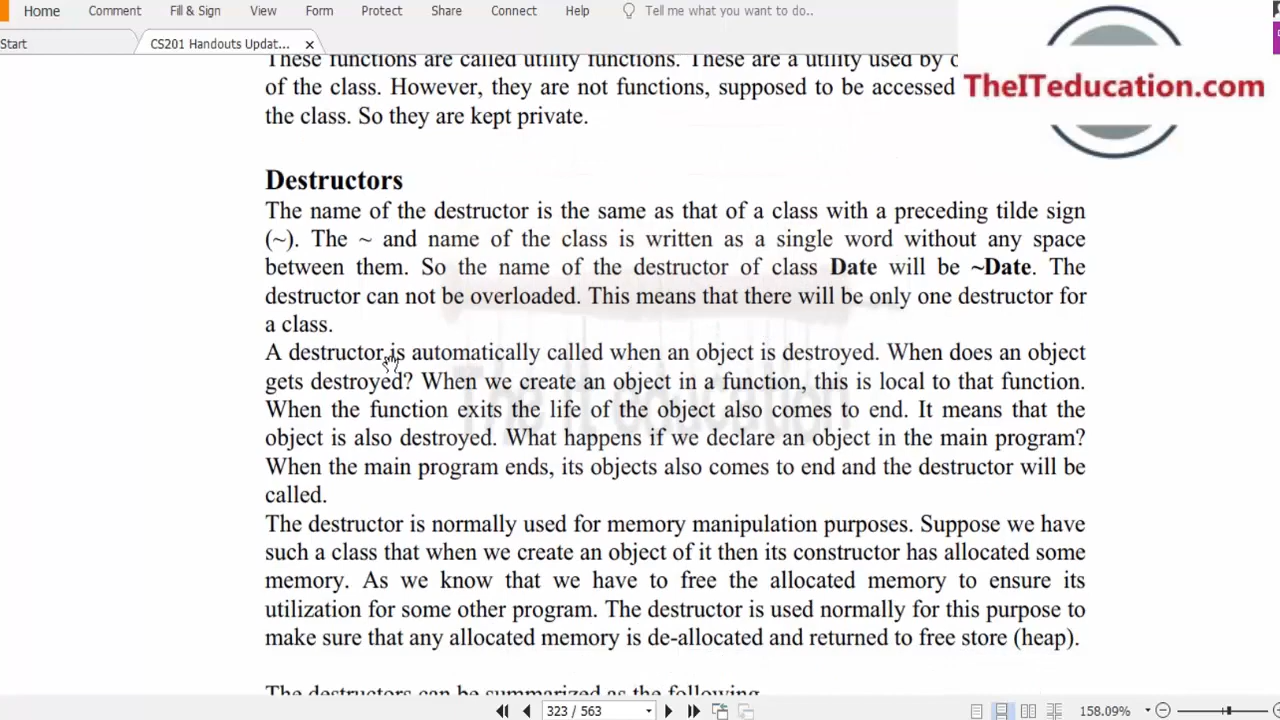 Home Comment Fill & Sign View Form Protect Share Connect Help Tell me what you want to do..
Start CS201 Handouts Updat... ×
These functions are called utility functions. These are a utility used by
of the class. However, they are not functions, supposed to be accessed
the class. So they are kept private.
TheITeducation.com
Destructors
The name of the destructor is the same as that of a class with a preceding tilde sign
(~). The ~ and name of the class is written as a single word without any space
between them. So the name of the destructor of class Date will be ~Date. The
destructor can not be overloaded. This means that there will be only one destructor for
a class.
A destructor is automatically called when an object is destroyed. When does an object
gets destroyed? When we create an object in a function, this is local to that function.
When the function exits the life of the object also comes to end. It means that the
object is also destroyed. What happens if we declare an object in the main program?
When the main program ends, its objects also comes to end and the destructor will be
called.
The destructor is normally used for memory manipulation purposes. Suppose we have
such a class that when we create an object of it then its constructor has allocated some
memory. As we know that we have to free the allocated memory to ensure its
utilization for some other program. The destructor is used normally for this purpose to
make sure that any allocated memory is de-allocated and returned to free store (heap).
The destructors can be summarized as the following
The IT education
323 / 563 158.09%